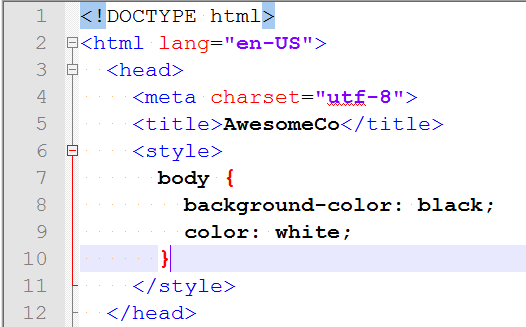 1 <!DOCTYPE html>
2 <html lang="en-US">
3   <head>
4     <meta charset="utf-8">
5     <title>AwesomeCo</title>
6     <style>
7       body {
8         background-color: black;
9         color: white;
10       }
11     </style>
12   </head>